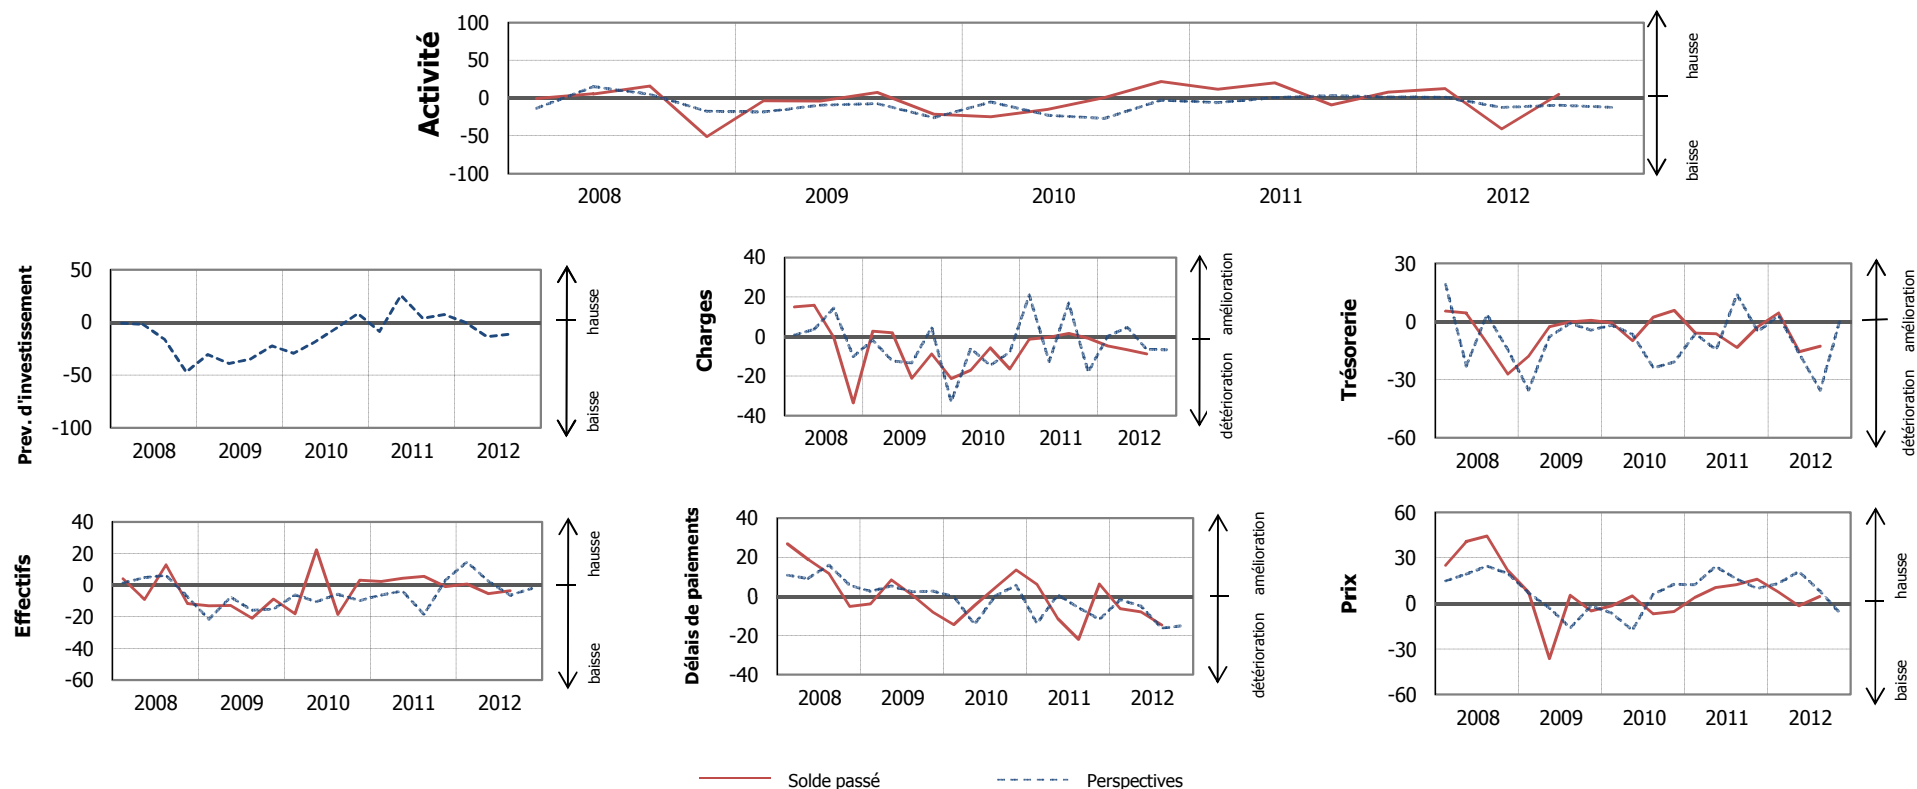 Activité
100
50
0
-50
-100
2008 2009 2010 2011 2012
hausse
baisse
Prev. d'investissement
50
0
-50
-100
2008 2009 2010 2011 2012
hausse
baisse
Charges
40
20
0
-20
-40
2008 2009 2010 2011 2012
amélioration
détérioration
Trésorerie
30
0
-30
-60
2008 2009 2010 2011 2012
amélioration
détérioration
Effectifs
40
20
0
-20
-40
-60
2008 2009 2010 2011 2012
hausse
baisse
Délais de paiements
40
20
0
-20
-40
2008 2009 2010 2011 2012
amélioration
détérioration
Prix
60
30
0
-30
-60
2008 2009 2010 2011 2012
hausse
baisse
Solde passé Perspectives